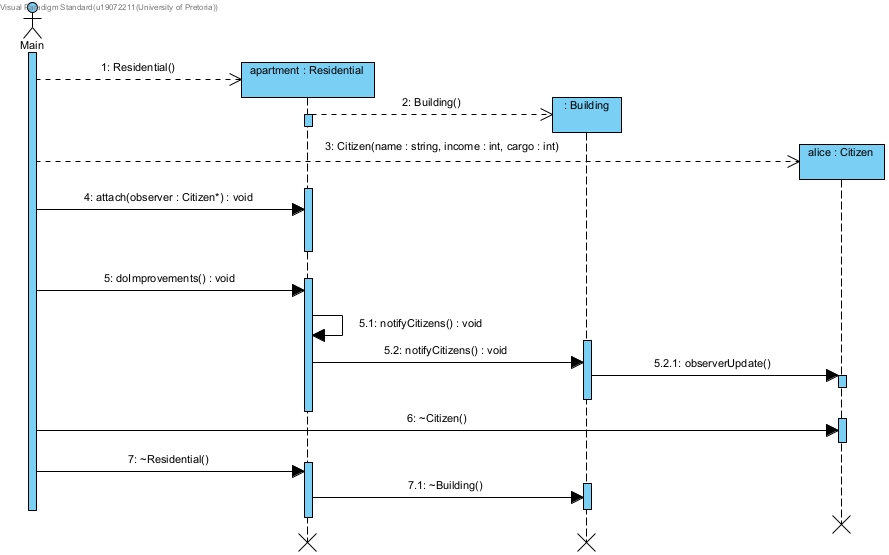 Visual Paradigm Standard(u19072211(University of Pretoria))
Main
1: Residential()
apartment : Residential
2: Building()
: Building
3: Citizen(name : string, income : int, cargo : int)
alice : Citizen
4: attach(observer : Citizen*) : void
5: doImprovements() : void
5.1: notifyCitizens() : void
5.2: notifyCitizens() : void
5.2.1: observerUpdate()
6: ~Citizen()
7: ~Residential()
7.1: ~Building()